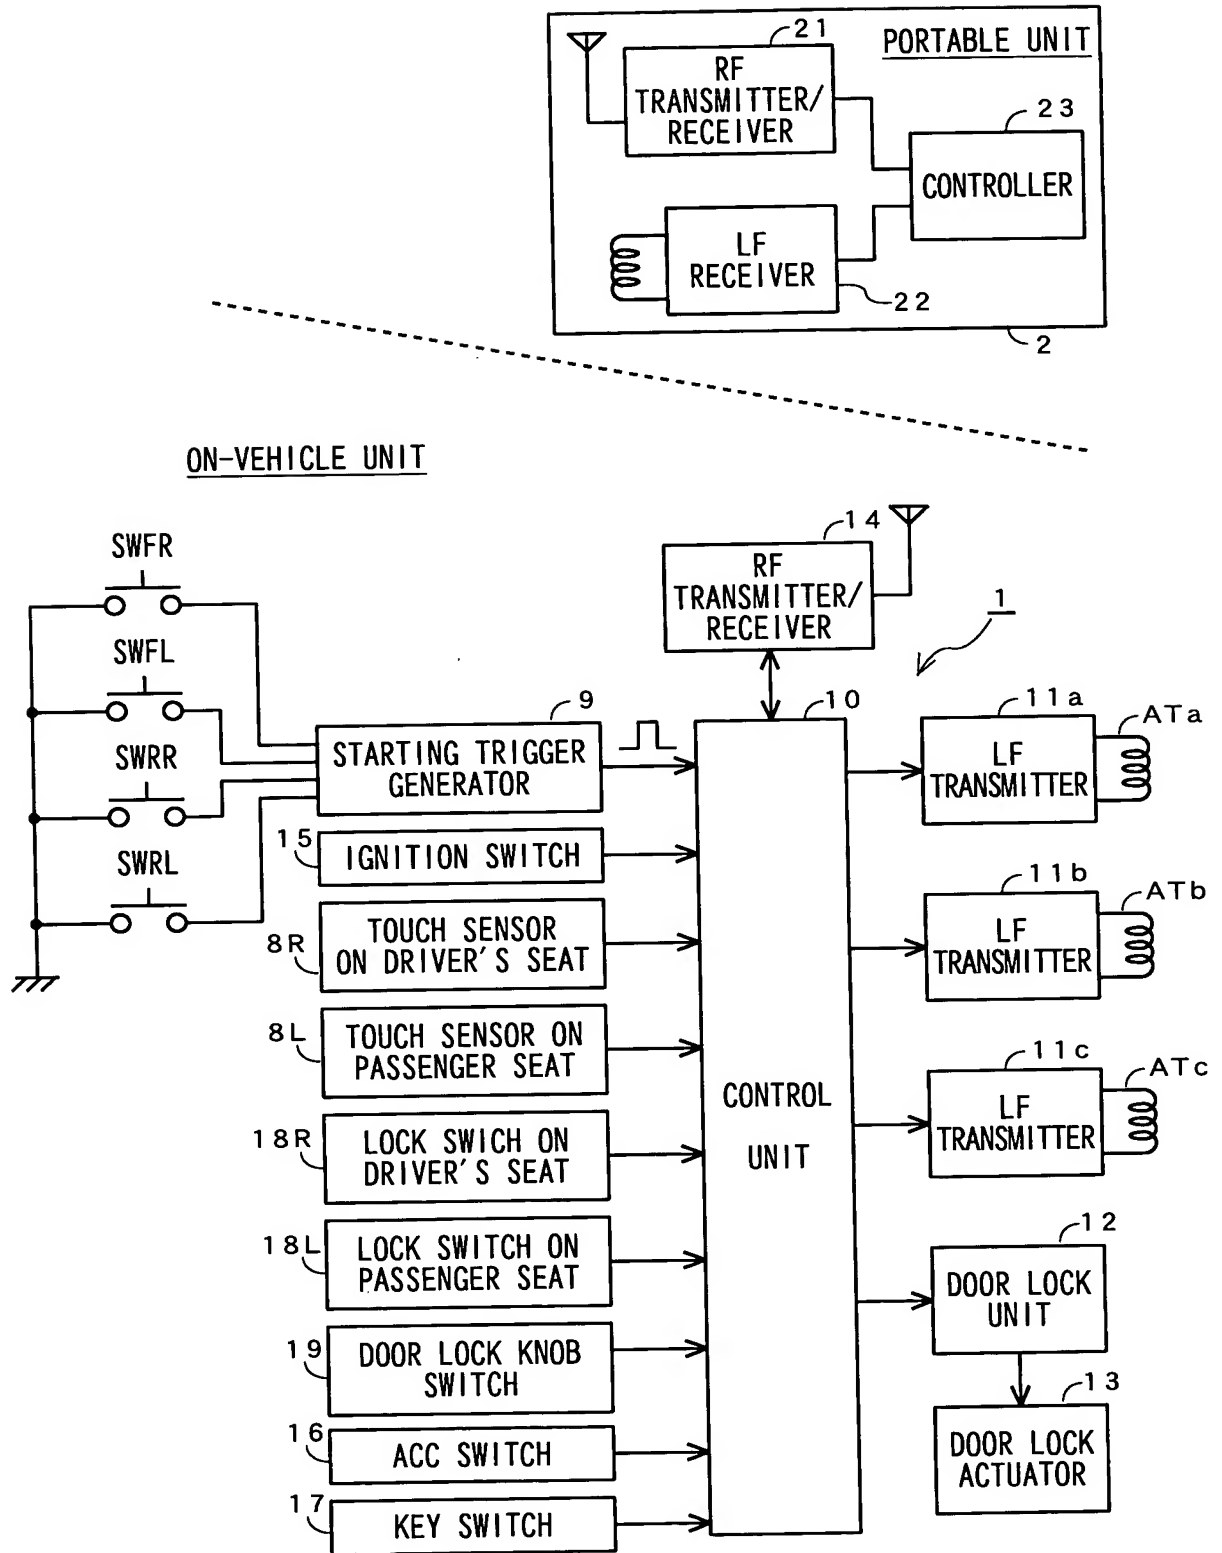 21
PORTABLE UNIT
RF
TRANSMITTER/
RECEIVER
23
CONTROLLER
LF
RECEIVER
22
2
ON-VEHICLE UNIT
14
RF
TRANSMITTER/
RECEIVER
1
SWFR
SWFL
SWRR
SWRL
9
STARTING TRIGGER
GENERATOR
15
IGNITION SWITCH
8R
TOUCH SENSOR
ON DRIVER'S SEAT
8L
TOUCH SENSOR ON
PASSENGER SEAT
18R
LOCK SWICH ON
DRIVER'S SEAT
18L
LOCK SWITCH ON
PASSENGER SEAT
19
DOOR LOCK KNOB
SWITCH
16
ACC SWITCH
17
KEY SWITCH
10
CONTROL
UNIT
11a
ATa
LF
TRANSMITTER
11b
ATb
LF
TRANSMITTER
11c
ATc
LF
TRANSMITTER
12
DOOR LOCK
UNIT
13
DOOR LOCK
ACTUATOR